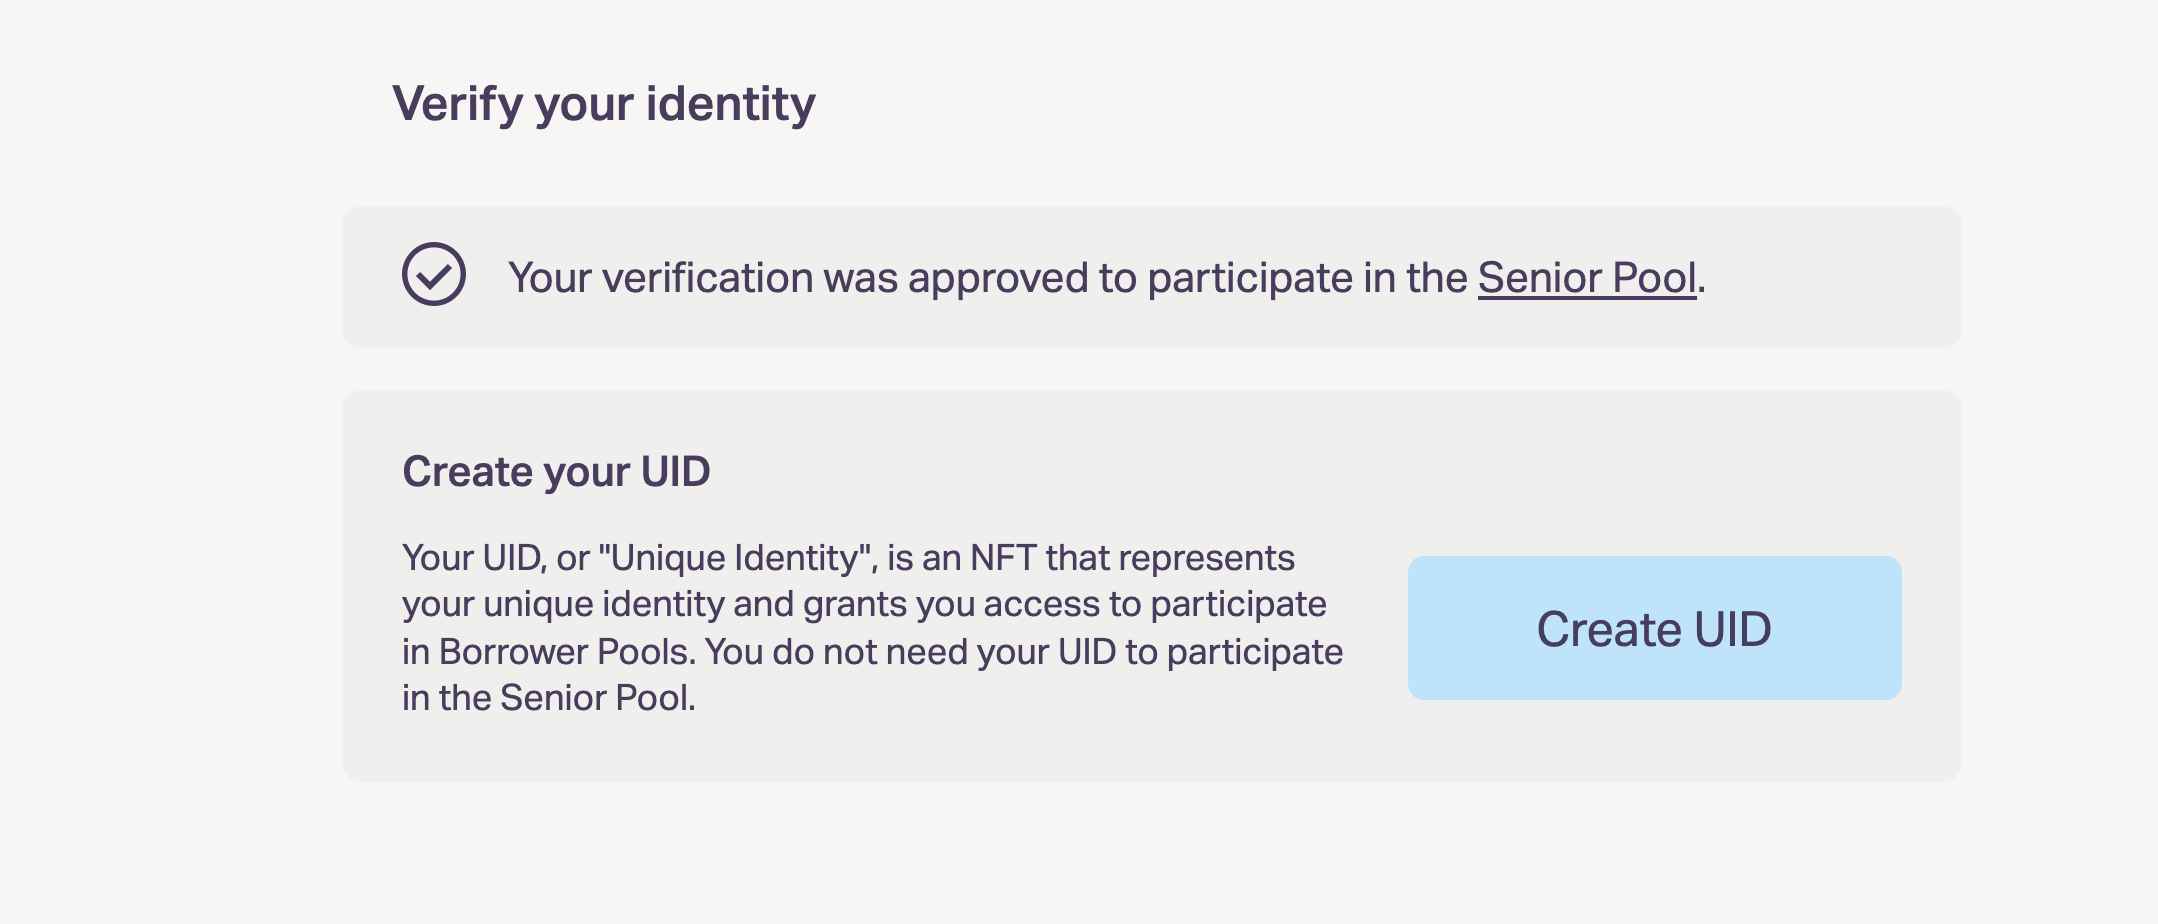 Verify your identity
Your verification was approved to participate in the Senior Pool.
Create your UID
Your UID, or "Unique Identity", is an NFT that represents
your unique identity and grants you access to participate
in Borrower Pools. You do not need your UID to participate
in the Senior Pool.
Create UID